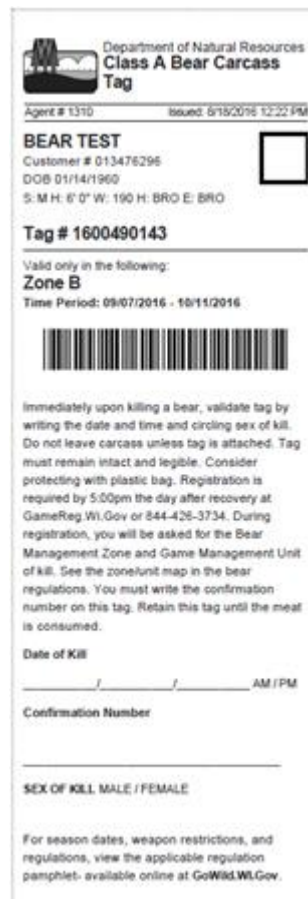 Department of Natural Resources
Class A Bear Carcass
Tag
Agent # 1310 Issued: 8/18/2016 12:22 PM
BEAR TEST
Customer # 013476296
DOB 01/14/1960
S: M H: 6' 0" W: 190 H: BRO E: BRO
Tag # 1600490143
Valid only in the following:
Zone B
Time Period: 09/07/2016 - 10/11/2016
Immediately upon killing a bear, validate tag by
writing the date and time and circling sex of kill.
Do not leave carcass unless tag is attached. Tag
must remain intact and legible. Consider
protecting with plastic bag. Registration is
required by 5:00pm the day after recovery at
GameReg.WI.Gov or 844-426-3734. During
registration, you will be asked for the Bear
Management Zone and Game Management Unit
of kill. See the zone/unit map in the bear
regulations. You must write the confirmation
number on this tag. Retain this tag until the meat
is consumed.
Date of Kill
________/________/________ AM / PM
Confirmation Number
SEX OF KILL MALE / FEMALE
For season dates, weapon restrictions, and
regulations, view the applicable regulation
pamphlet- available online at GoWild.WI.Gov.